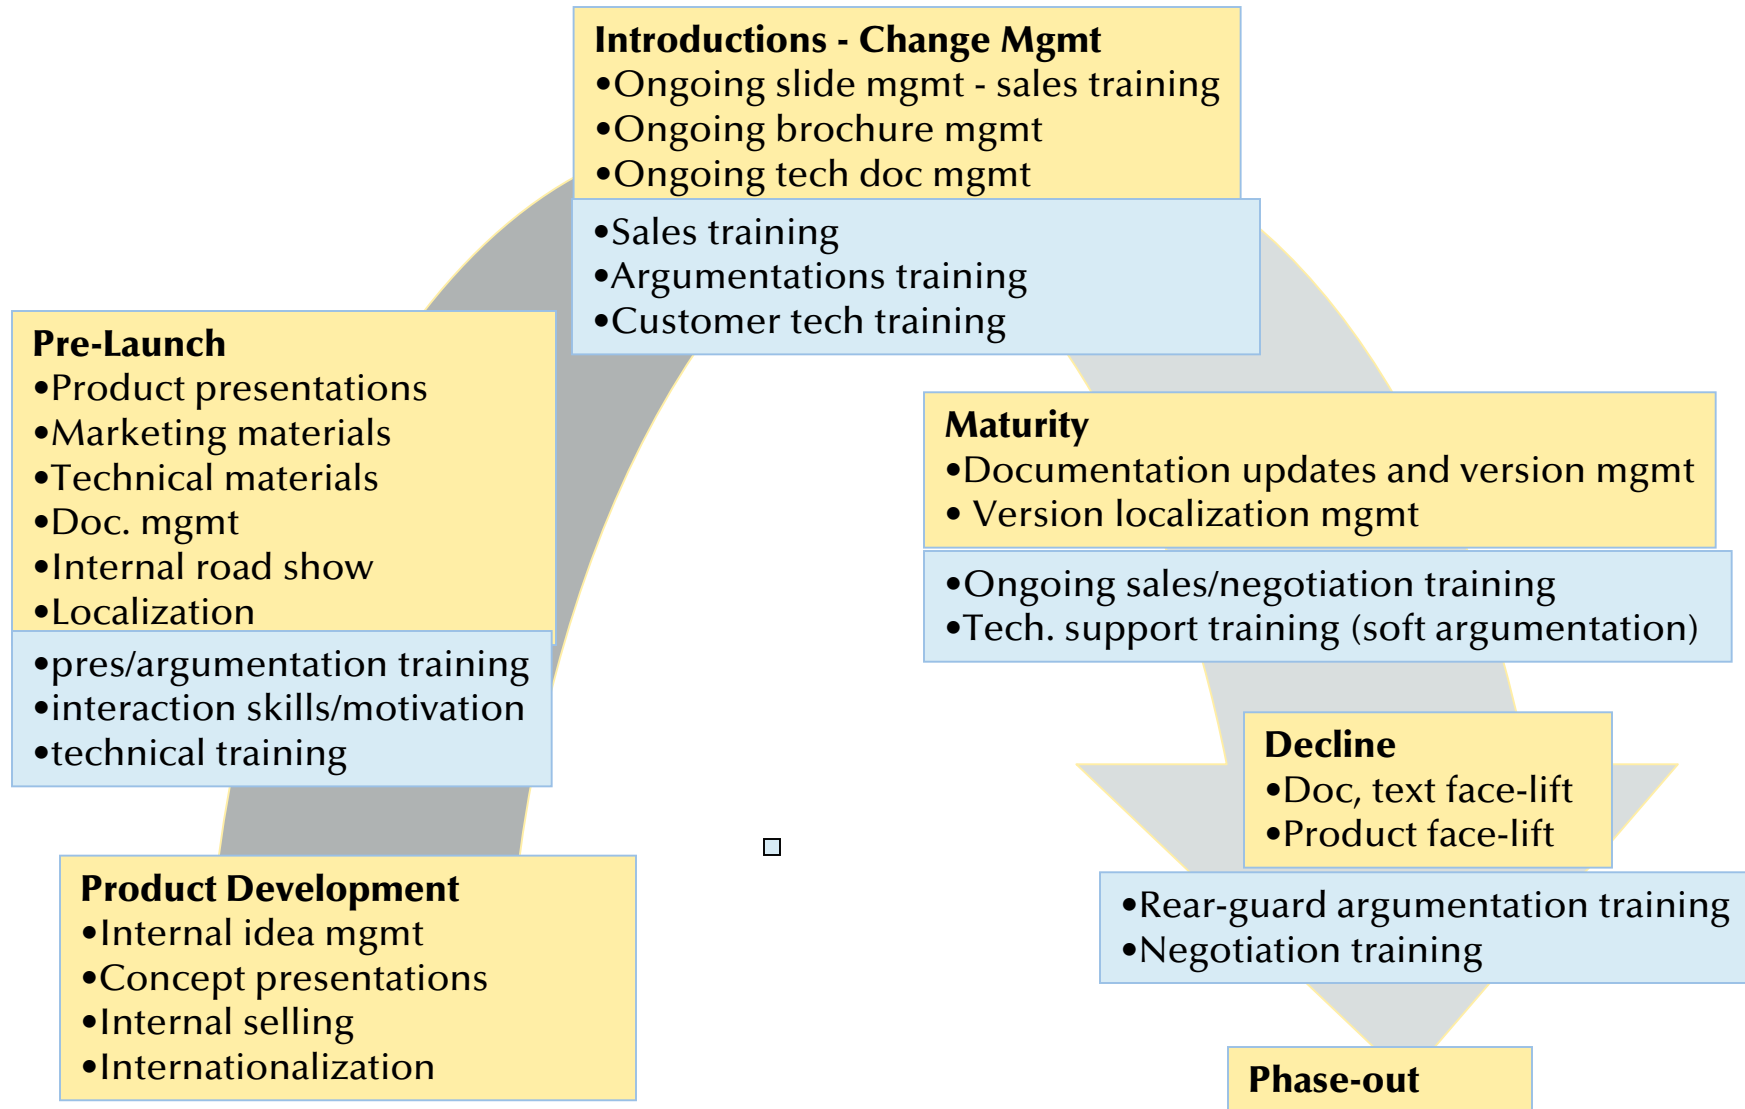 Introductions - Change Mgmt
•Ongoing slide mgmt - sales training
•Ongoing brochure mgmt
•Ongoing tech doc mgmt
•Sales training
•Argumentations training
•Customer tech training
Pre-Launch
•Product presentations
•Marketing materials
•Technical materials
•Doc. mgmt
•Internal road show
•Localization
•pres/argumentation training
•interaction skills/motivation
•technical training
Maturity
•Documentation updates and version mgmt
• Version localization mgmt
•Ongoing sales/negotiation training
•Tech. support training (soft argumentation)
Decline
•Doc, text face-lift
•Product face-lift
•Rear-guard argumentation training
•Negotiation training
Product Development
•Internal idea mgmt
•Concept presentations
•Internal selling
•Internationalization
Phase-out